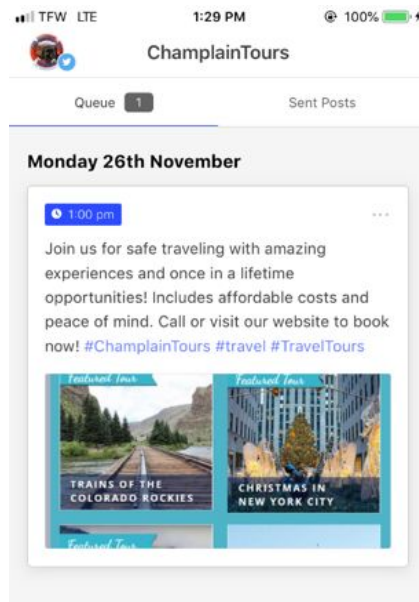 TFW LTE 1:29 PM 100%
ChamplainTours
Queue 1 Sent Posts
Monday 26th November
1:00 pm
Join us for safe traveling with amazing
experiences and once in a lifetime
opportunities! Includes affordable costs and
peace of mind. Call or visit our website to book
now! #ChamplainTours #travel #TravelTours
Featured Tour Featured Tour
TRAINS OF THE
COLORADO ROCKIES
CHRISTMAS IN
NEW YORK CITY
Featured Tour